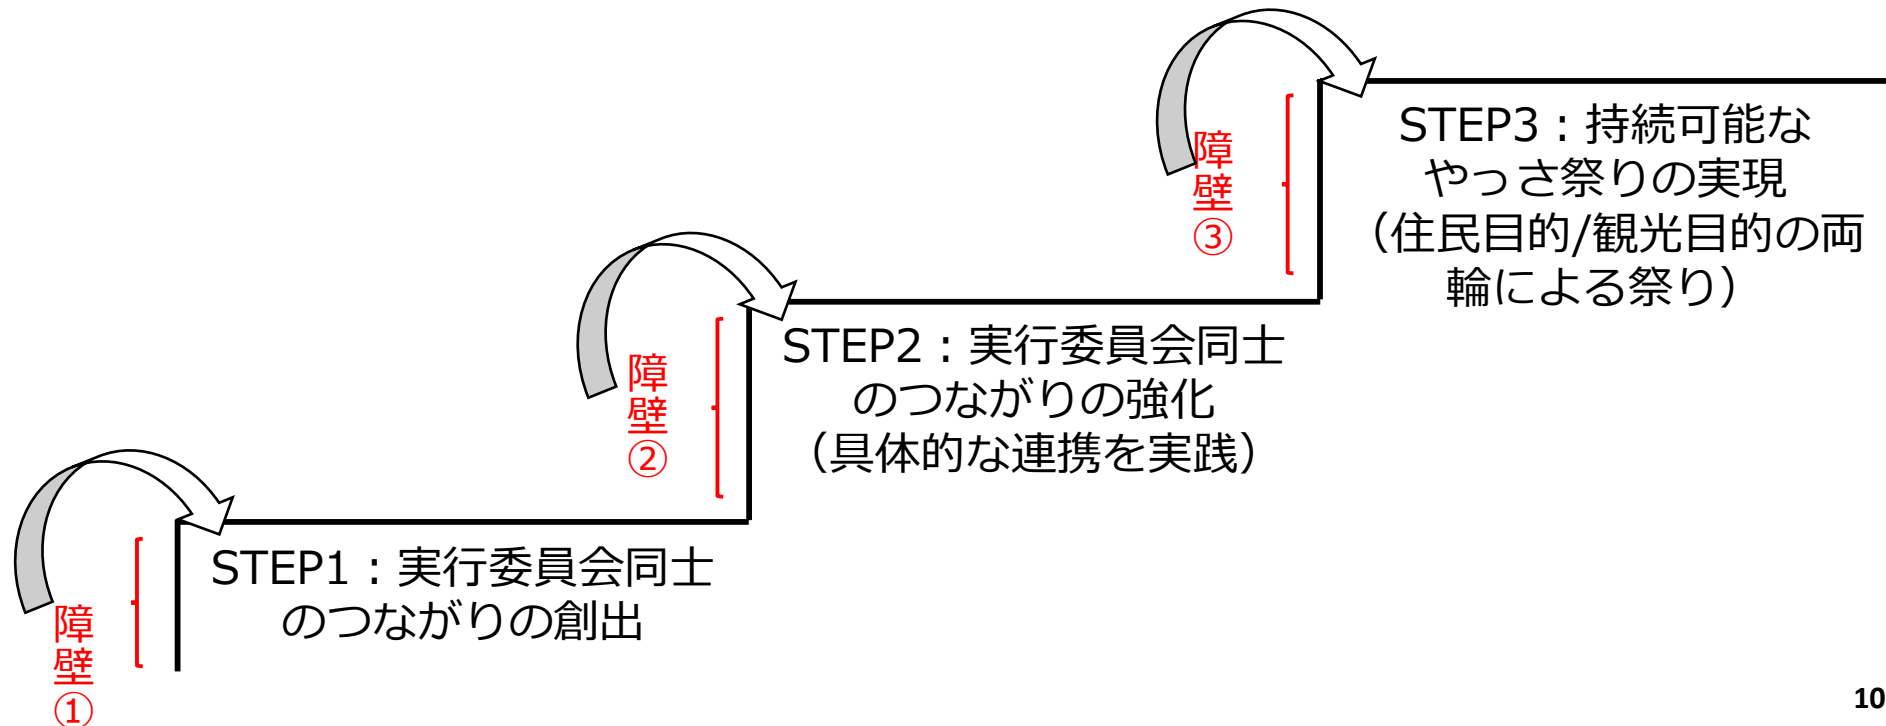 障壁①
STEP1：実行委員会同士
のつながりの創出
障壁②
STEP2：実行委員会同士
のつながりの強化
（具体的な連携を実践）
障壁③
STEP3：持続可能な
やっさ祭りの実現
（住民目的/観光目的の両
輪による祭り）
10